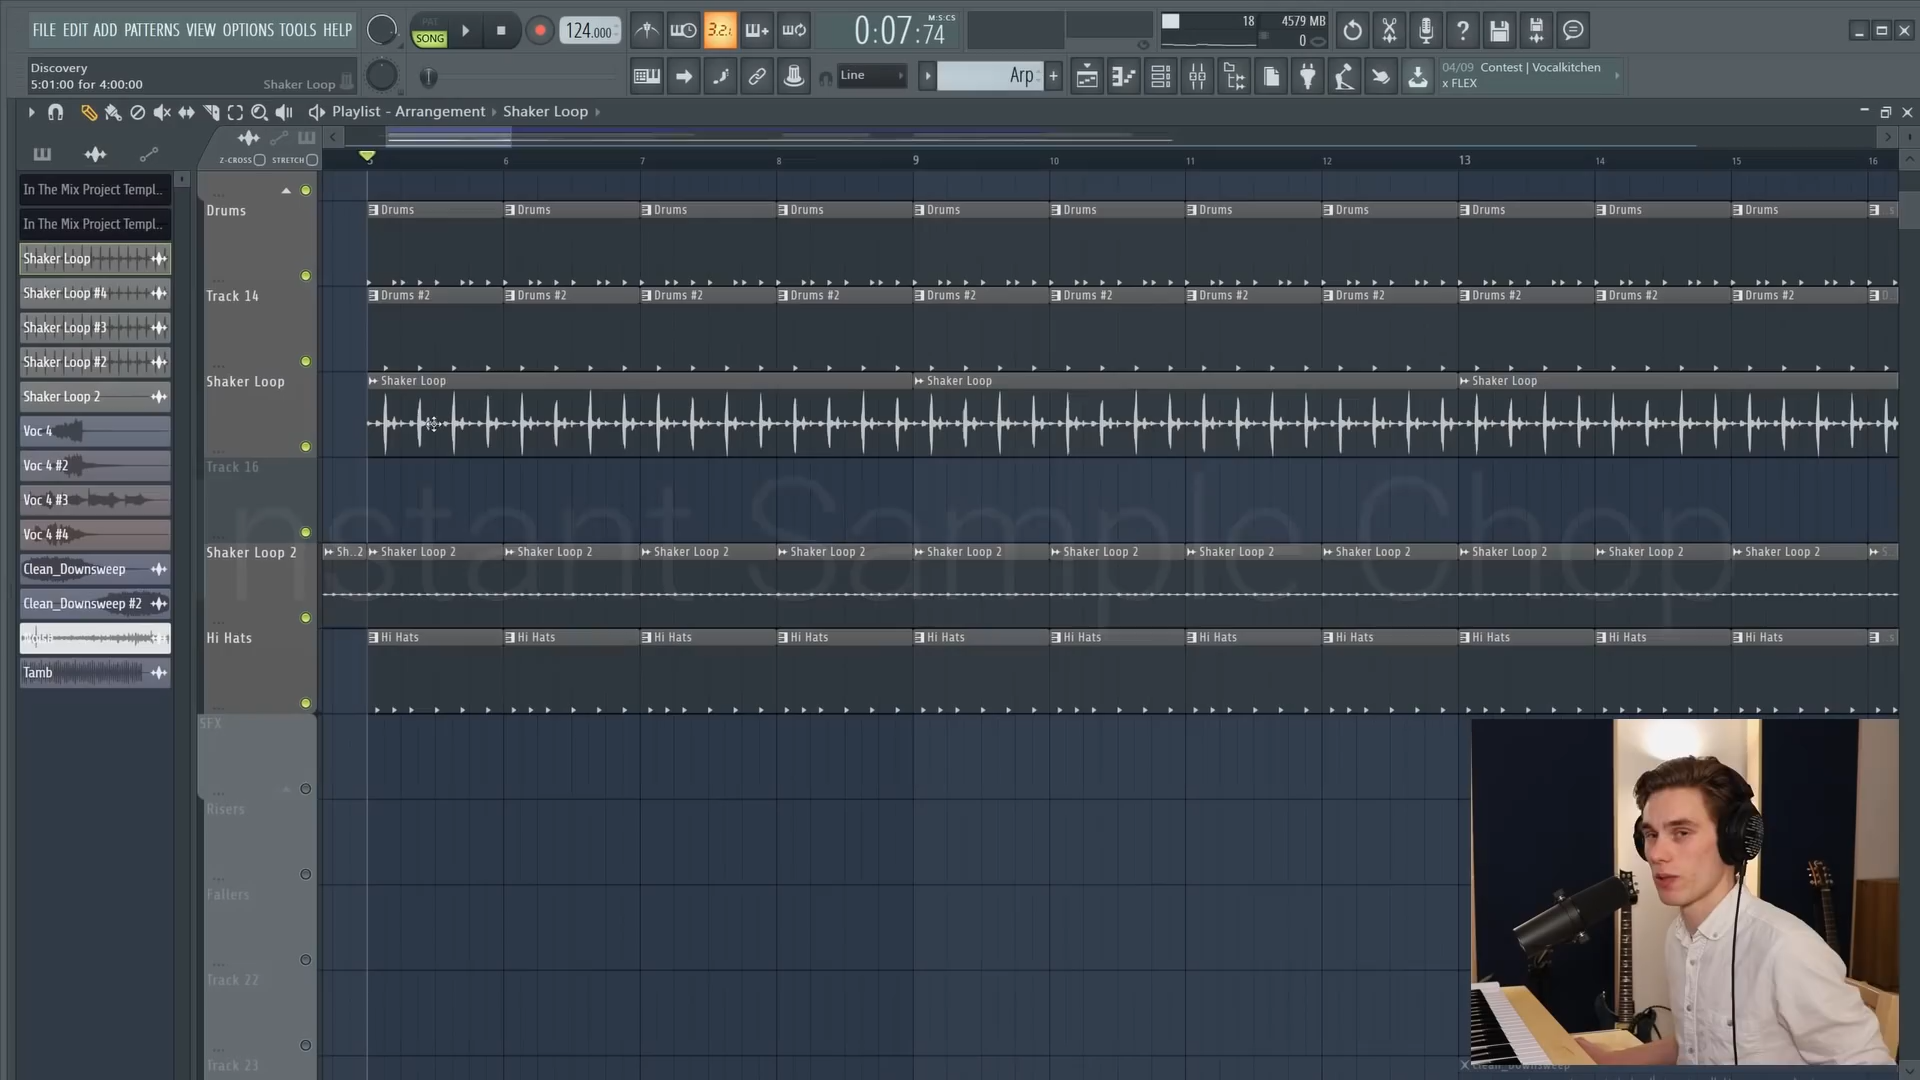 FILE EDIT ADD PATTERNS VIEW OPTIONS TOOLS HELP
PAT
SONG
124.000
3.2.
0:07:74
M:S:CS
18
4579 MB
0
Discovery
5:01:00 for 4:00:00
Shaker Loop
Line
Arp
04/09 Contest | Vocalkitchen
x FLEX
Playlist - Arrangement
Shaker Loop
Z-CROSS
STRETCH
5 6 7 8 9 10 11 12 13 14 15 16
In The Mix Project Templ..
In The Mix Project Templ..
Shaker Loop
Shaker Loop #4
Shaker Loop #3
Shaker Loop #2
Shaker Loop 2
Voc 4
Voc 4 #2
Voc 4 #3
Voc 4 #4
Clean_Downsweep
Clean_Downsweep #2
Tamb
Drums
Drums Drums Drums Drums Drums Drums Drums Drums Drums Drums Drums
Track 14
Drums #2 Drums #2 Drums #2 Drums #2 Drums #2 Drums #2 Drums #2 Drums #2 Drums #2 Drums #2 Drums #2
Shaker Loop
Shaker Loop Shaker Loop Shaker Loop
Track 16
Instant Sample Chop
Shaker Loop 2
Sh..2 Shaker Loop 2 Shaker Loop 2 Shaker Loop 2 Shaker Loop 2 Shaker Loop 2 Shaker Loop 2 Shaker Loop 2 Shaker Loop 2 Shaker Loop 2 Shaker Loop 2 Shaker Loop 2
Hi Hats
Hi Hats Hi Hats Hi Hats Hi Hats Hi Hats Hi Hats Hi Hats Hi Hats Hi Hats Hi Hats Hi Hats
SFX
Risers
Fallers
Track 22
Track 23
Clean_Downsweep